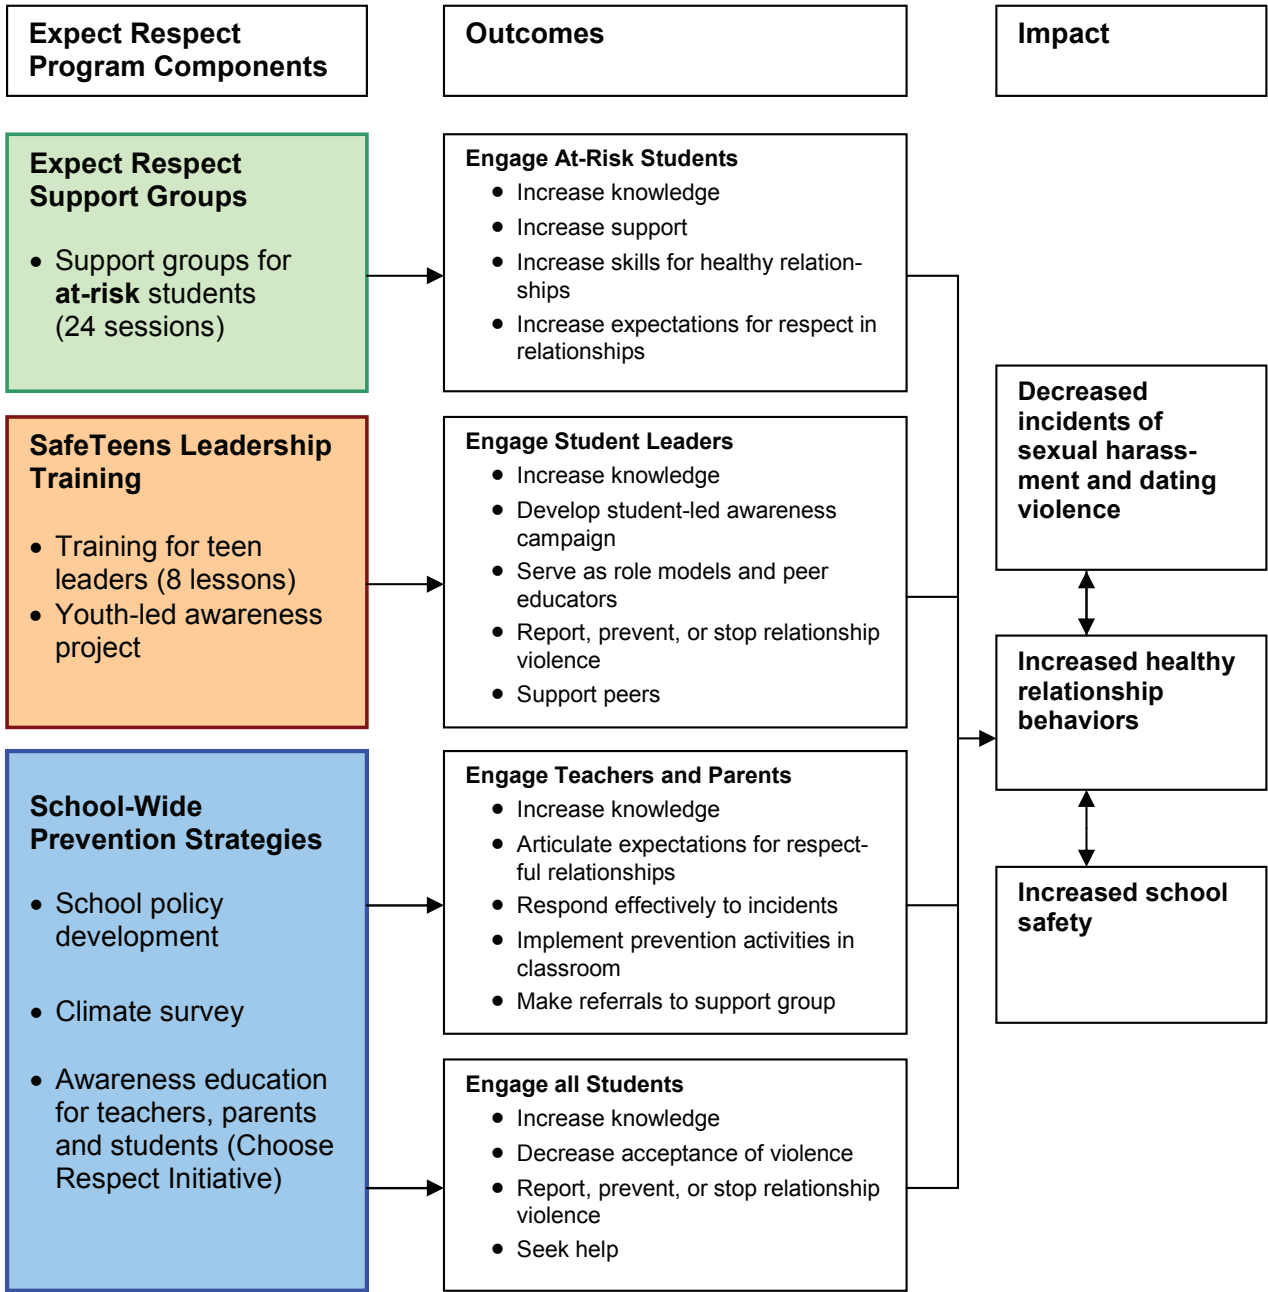 Expect Respect
Program Components
Outcomes
Impact
Expect Respect
Support Groups
• Support groups for
at-risk students
(24 sessions)
Engage At-Risk Students
• Increase knowledge
• Increase support
• Increase skills for healthy relation-
ships
• Increase expectations for respect in
relationships
SafeTeens Leadership
Training
• Training for teen
leaders (8 lessons)
• Youth-led awareness
project
Engage Student Leaders
• Increase knowledge
• Develop student-led awareness
campaign
• Serve as role models and peer
educators
• Report, prevent, or stop relationship
violence
• Support peers
School-Wide
Prevention Strategies
• School policy
development
• Climate survey
• Awareness education
for teachers, parents
and students (Choose
Respect Initiative)
Engage Teachers and Parents
• Increase knowledge
• Articulate expectations for respect-
ful relationships
• Respond effectively to incidents
• Implement prevention activities in
classroom
• Make referrals to support group
Engage all Students
• Increase knowledge
• Decrease acceptance of violence
• Report, prevent, or stop relationship
violence
• Seek help
Decreased
incidents of
sexual harass-
ment and dating
violence
Increased healthy
relationship
behaviors
Increased school
safety